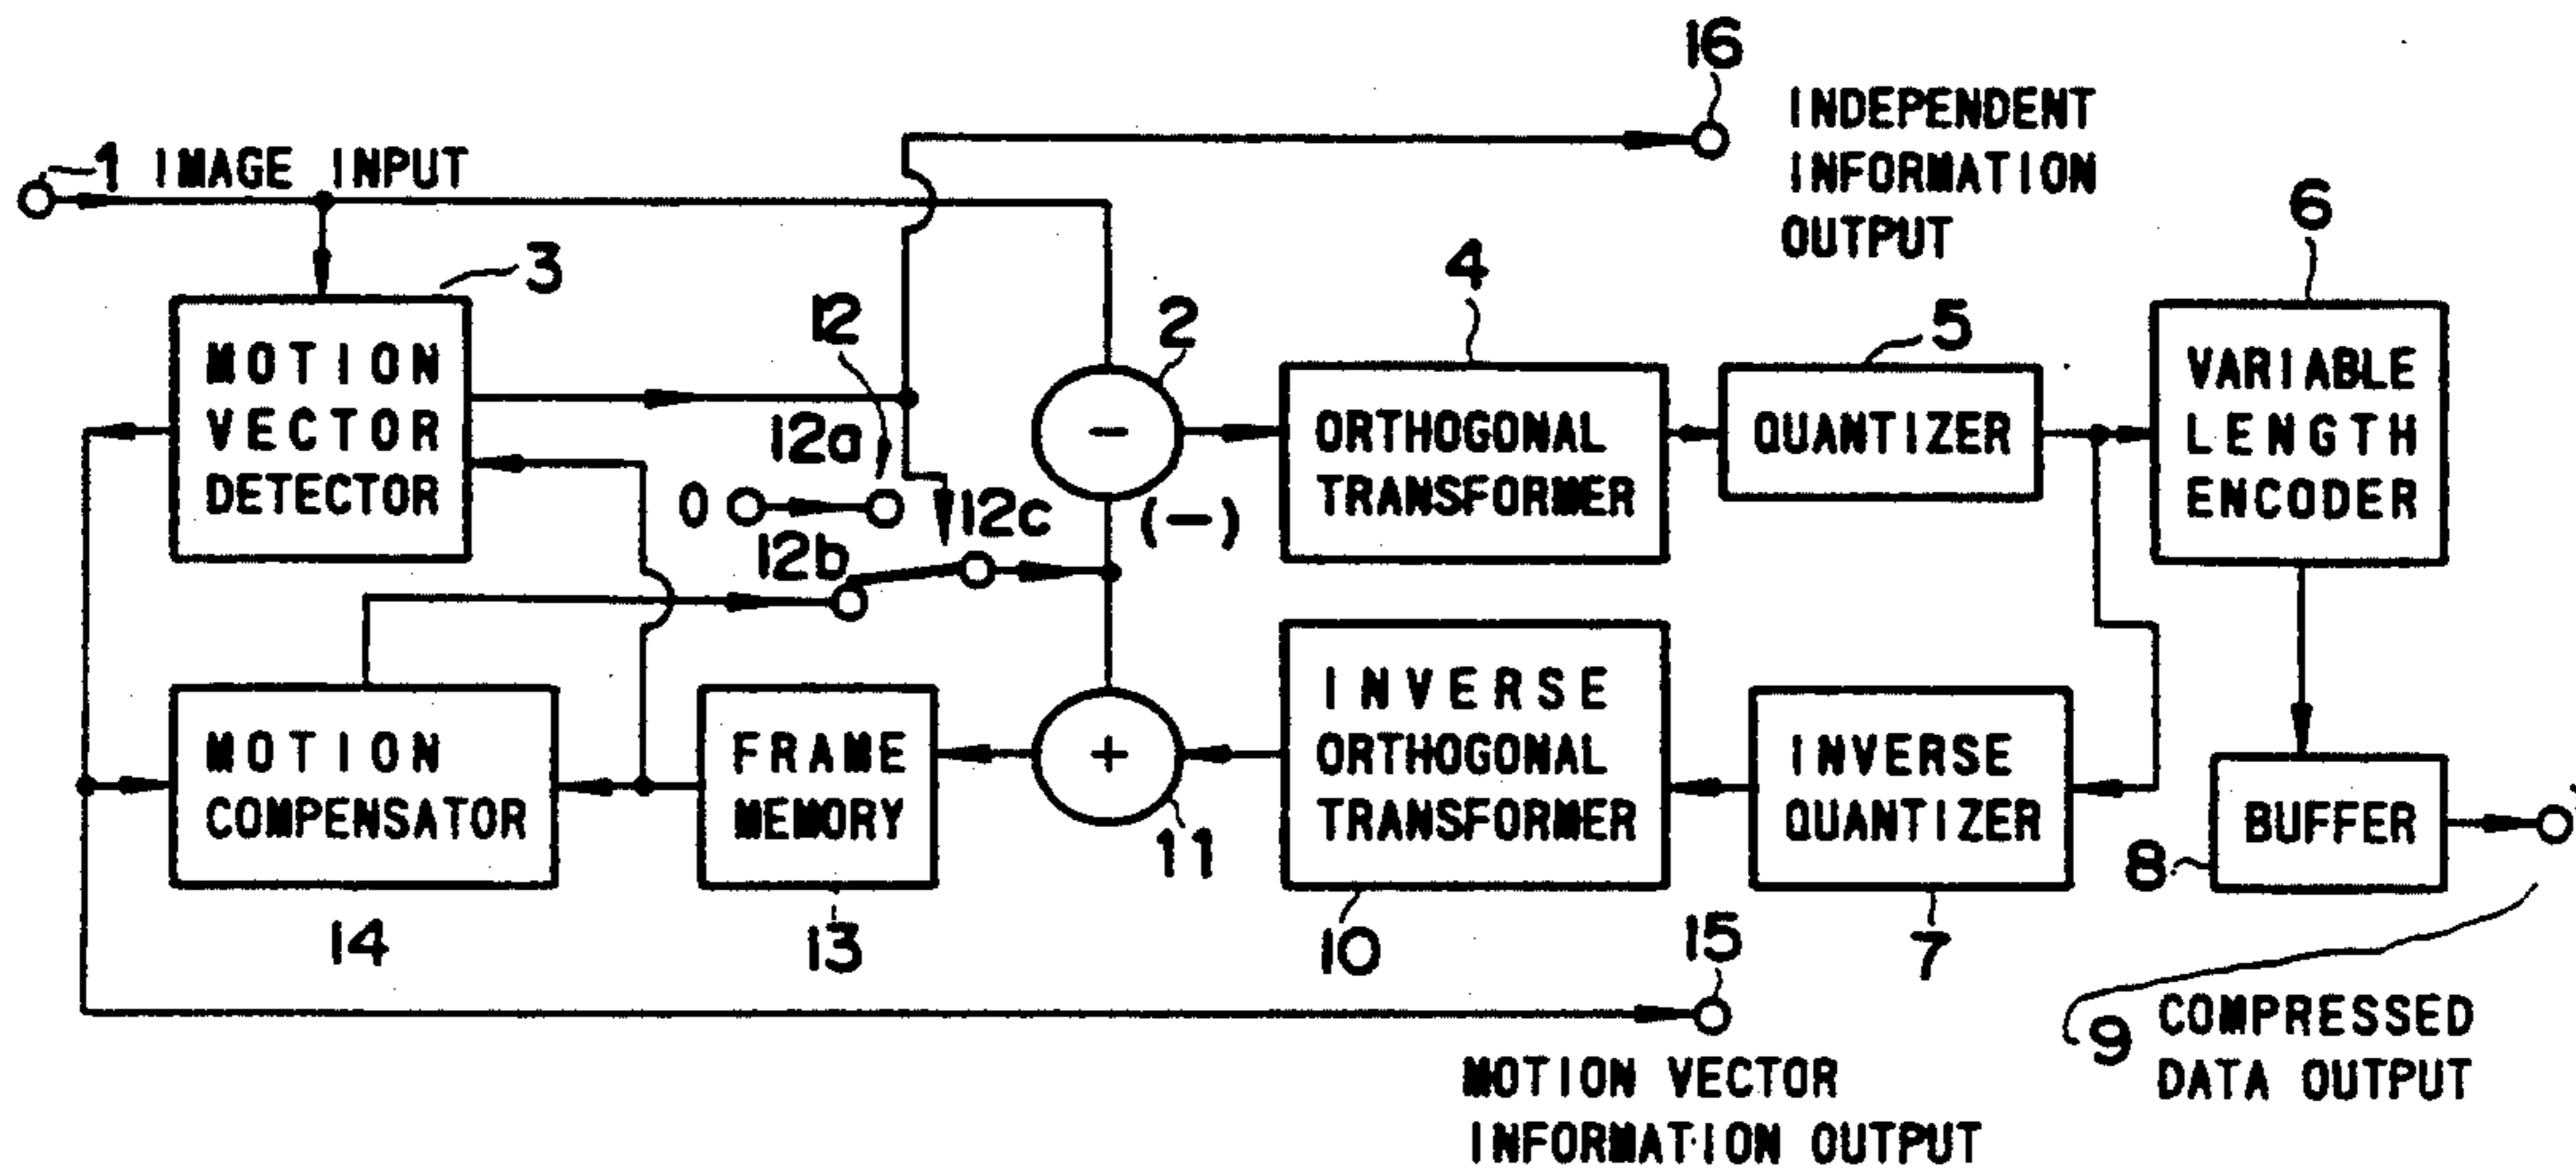 16
INDEPENDENT
INFORMATION
OUTPUT
1 IMAGE INPUT
3
MOTION
VECTOR
DETECTOR
12
12a
0
12b
12c
2
-
(-)
4
ORTHOGONAL
TRANSFORMER
5
QUANTIZER
6
VARIABLE
LENGTH
ENCODER
MOTION
COMPENSATOR
14
FRAME
MEMORY
13
+
11
INVERSE
ORTHOGONAL
TRANSFORMER
10
INVERSE
QUANTIZER
7
BUFFER
8
15
MOTION VECTOR
INFORMATION OUTPUT
9 COMPRESSED
DATA OUTPUT